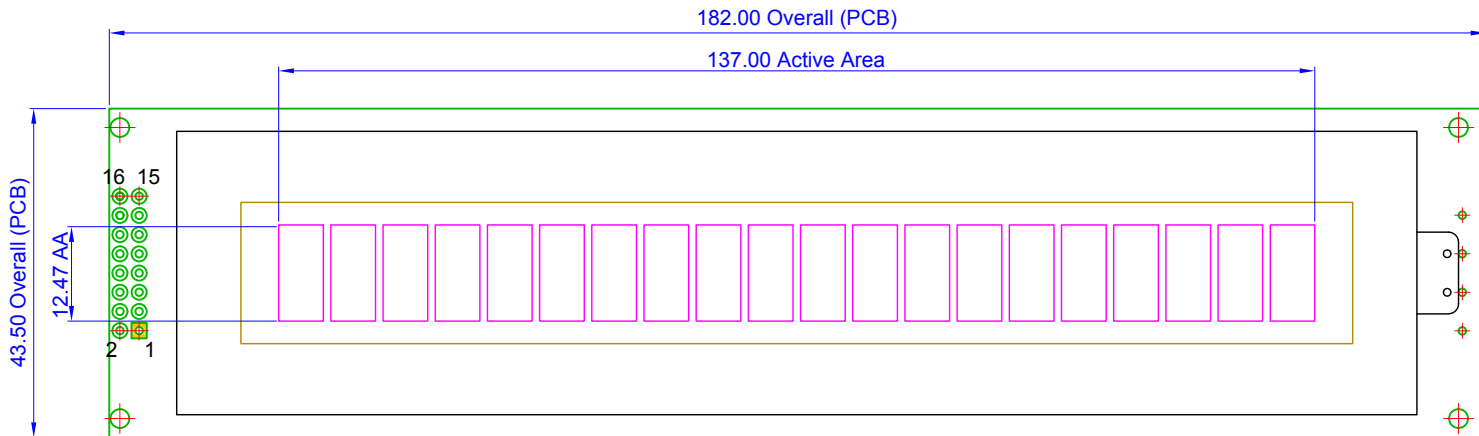 182.00 Overall (PCB)
137.00 Active Area
43.50 Overall (PCB)
12.47 AA
16 15
2 1